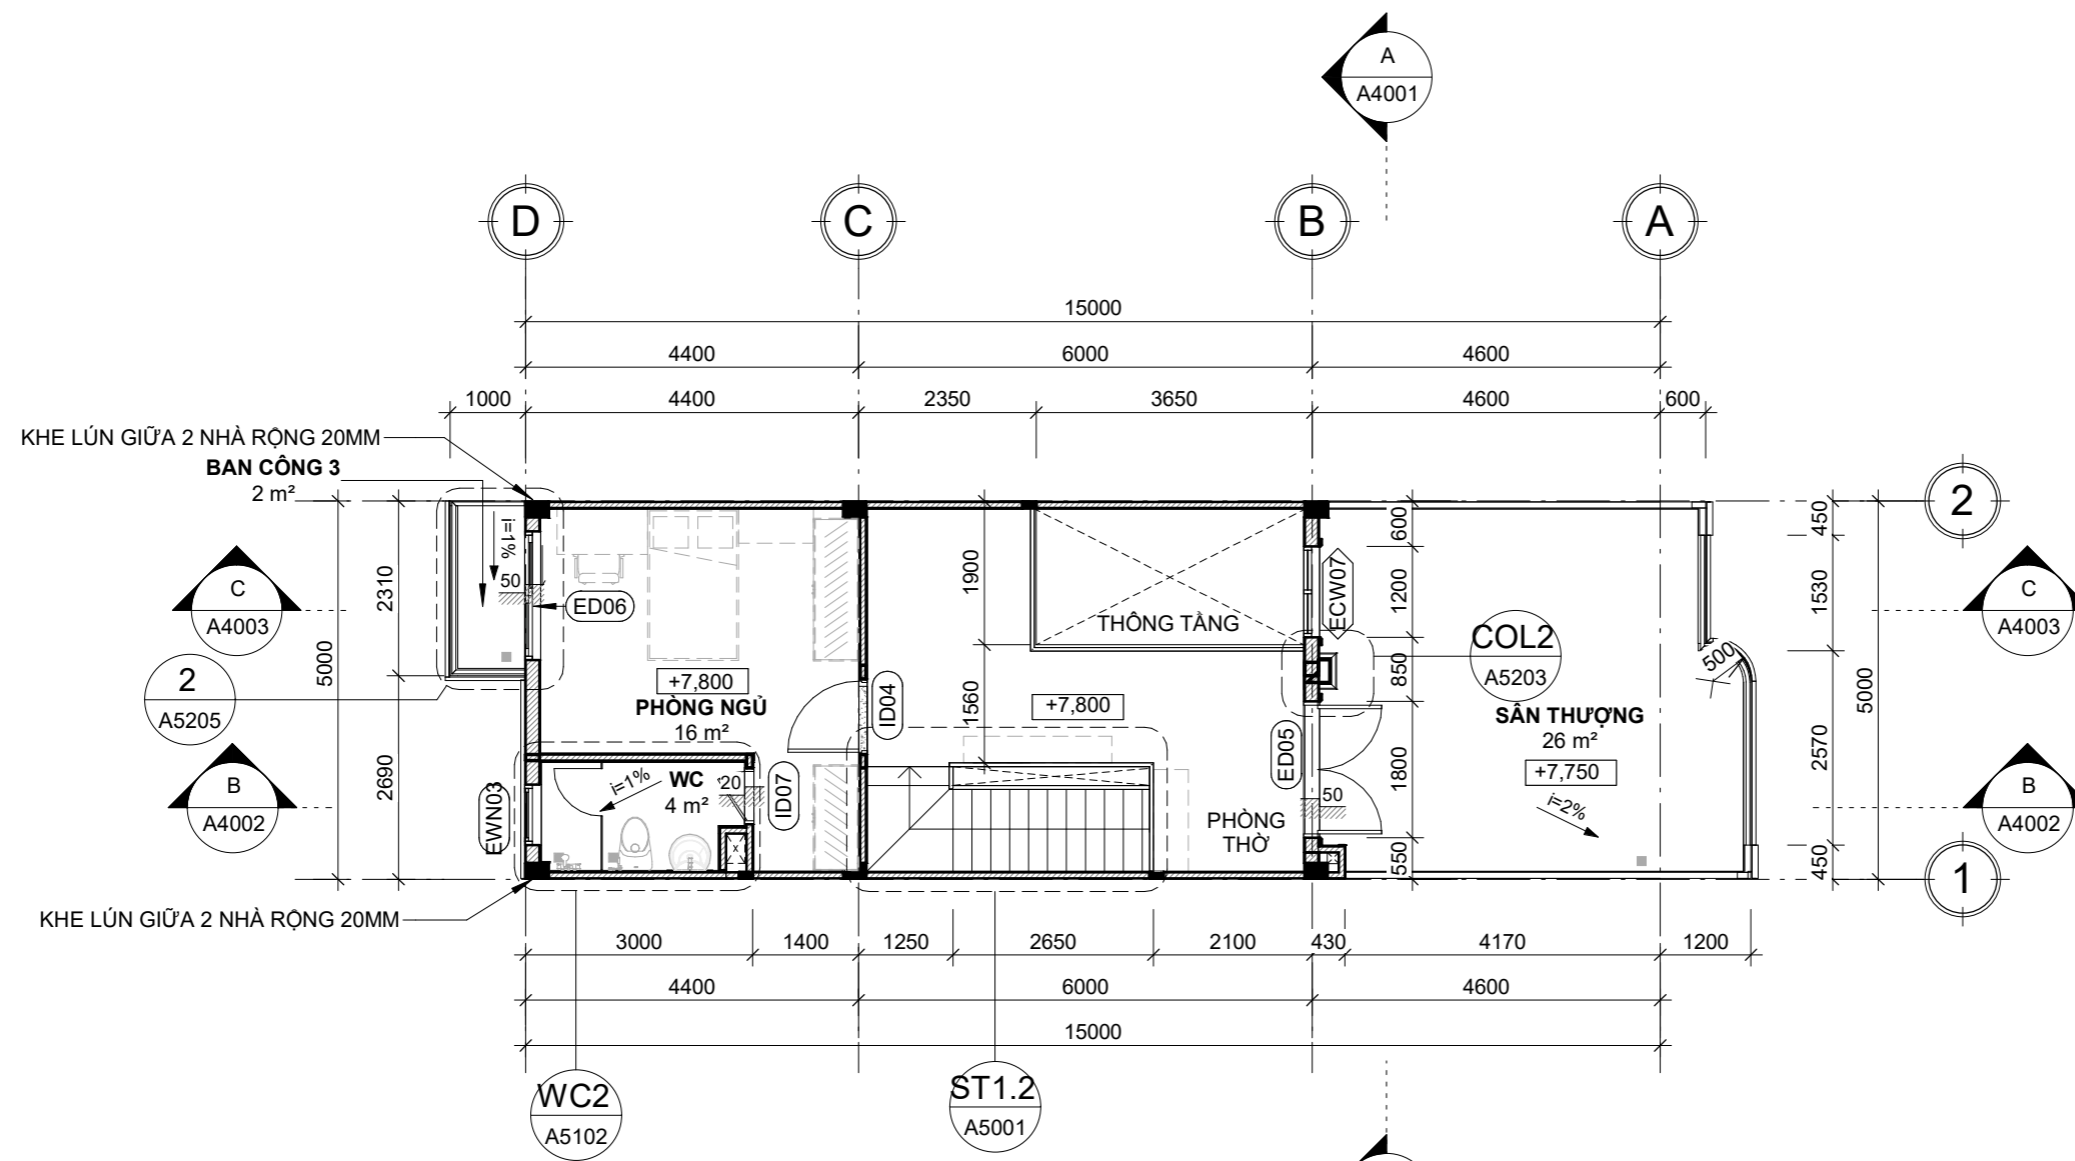 A
A4001
D
C
B
A
15000
4400
6000
4600
1000
4400
2350
3650
4600
600
KHE LÚN GIỮA 2 NHÀ RỘNG 20MM
BAN CÔNG 3
2 m²
2
450
600
i=1%
1900
ECW07
1200
1530
2310
50
ED06
C
A4003
C
A4003
THÔNG TẦNG
COL2
A5203
500
5000
850
5000
2
A5205
+7,800
PHÒNG NGỦ
16 m²
ID04
1560
+7,800
SÂN THƯỢNG
26 m²
+7,750
i=2%
ED05
1800
2570
B
A4002
B
A4002
2690
EWN03
i=1%
WC
4 m²
20
ID07
50
PHÒNG
THỜ
x
550
450
1
KHE LÚN GIỮA 2 NHÀ RỘNG 20MM
3000
1400
1250
2650
2100
430
4170
1200
4400
6000
4600
15000
WC2
A5102
ST1.2
A5001